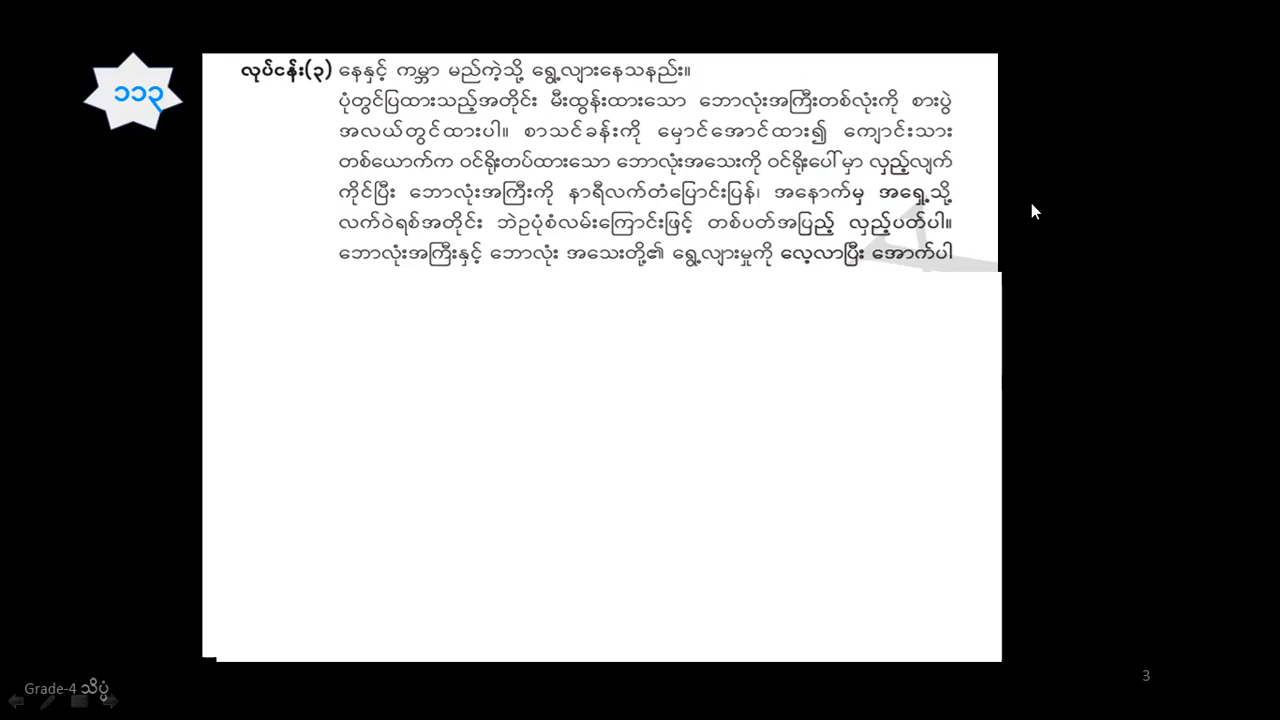 ၁၁၃
လုပ်ငန်း(၃) နေနှင့် ကမ္ဘာ မည်ကဲ့သို့ ရွေ့လျားနေသနည်း။
ပုံတွင်ပြထားသည့်အတိုင်း မီးထွန်းထားသော ဘောလုံးအကြီးတစ်လုံးကို စားပွဲ
အလယ်တွင်ထားပါ။ စာသင်ခန်းကို မှောင်အောင်ထား၍ ကျောင်းသား
တစ်ယောက်က ဝင်ရိုးတပ်ထားသော ဘောလုံးအသေးကို ဝင်ရိုးပေါ်မှာ လှည့်လျက်
ကိုင်ပြီး ဘောလုံးအကြီးကို နာရီလက်တံပြောင်းပြန်၊ အနောက်မှ အရှေ့သို့
လက်ဝဲရစ်အတိုင်း ဘဲဥပုံစံလမ်းကြောင်းဖြင့် တစ်ပတ်အပြည့် လှည့်ပတ်ပါ။
ဘောလုံးအကြီးနှင့် ဘောလုံး အသေးတို့၏ ရွေ့လျားမှုကို လေ့လာပြီး အောက်ပါ
Grade-4 သိပ္ပံ
3